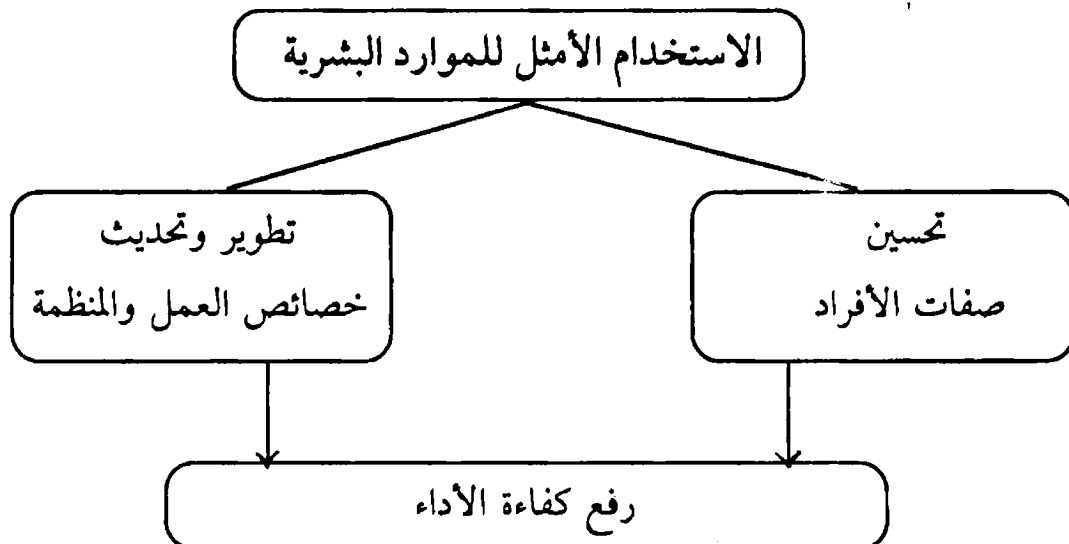 الاستخدام الأمثل للموارد البشرية
تحسين
صفات الأفراد
تطوير وتحديث
خصائص العمل والمنظمة
رفع كفاءة الأداء